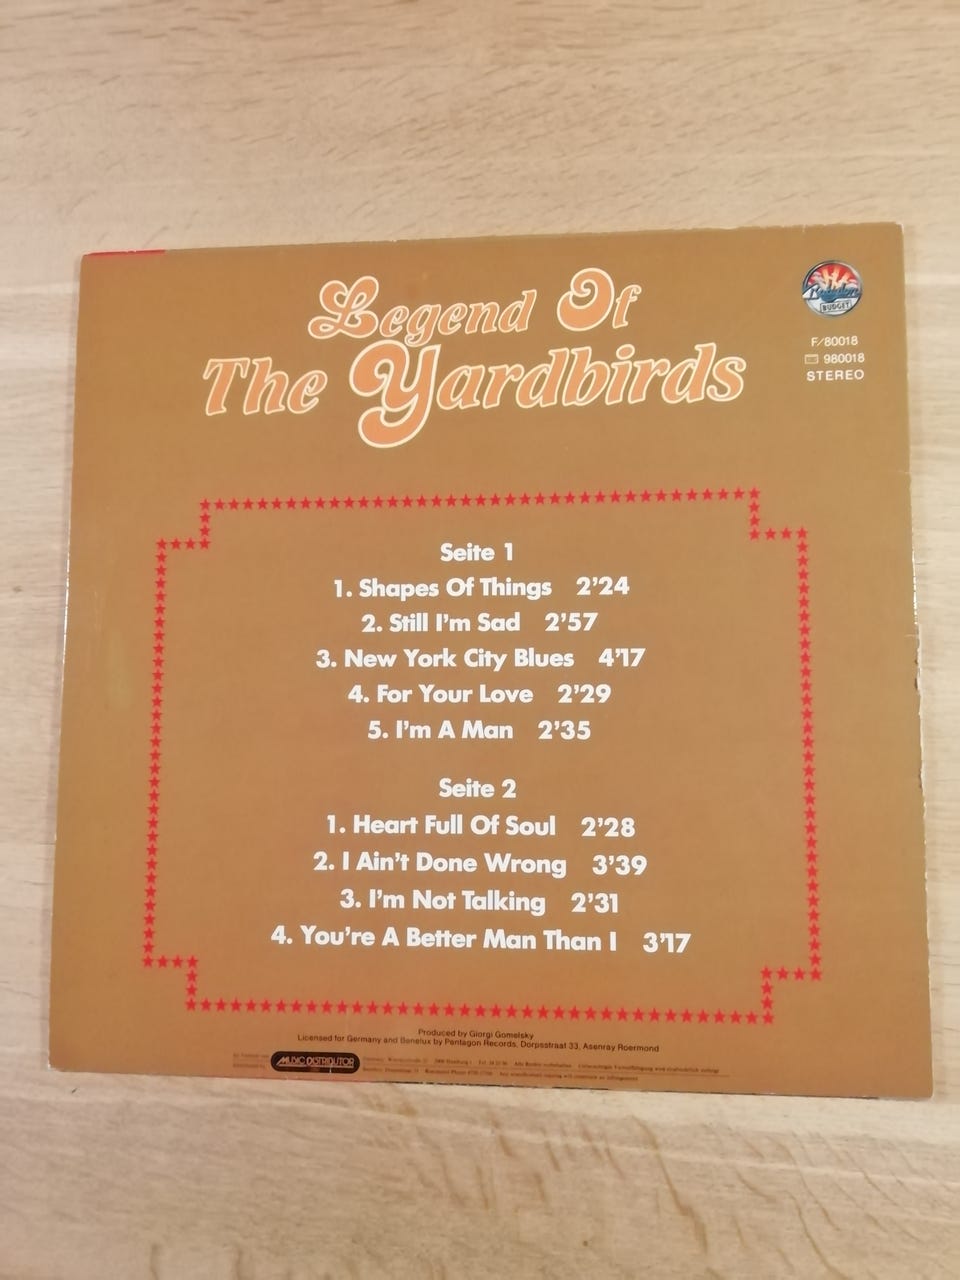 Legend Of
The Yardbirds
Babylon
BUDGET
F/80018
980018
STEREO
Seite 1
1. Shapes Of Things 2'24
2. Still I'm Sad 2'57
3. New York City Blues 4'17
4. For Your Love 2'29
5. I'm A Man 2'35
Seite 2
1. Heart Full Of Soul 2'28
2. I Ain't Done Wrong 3'39
3. I'm Not Talking 2'31
4. You're A Better Man Than I 3'17
Produced by Giorgi Gomelsky
Licensed for Germany and Benelux by Pentagon Records, Dorpsstraat 33, Asenray Roermond
MUSIC DISTRIBUTOR